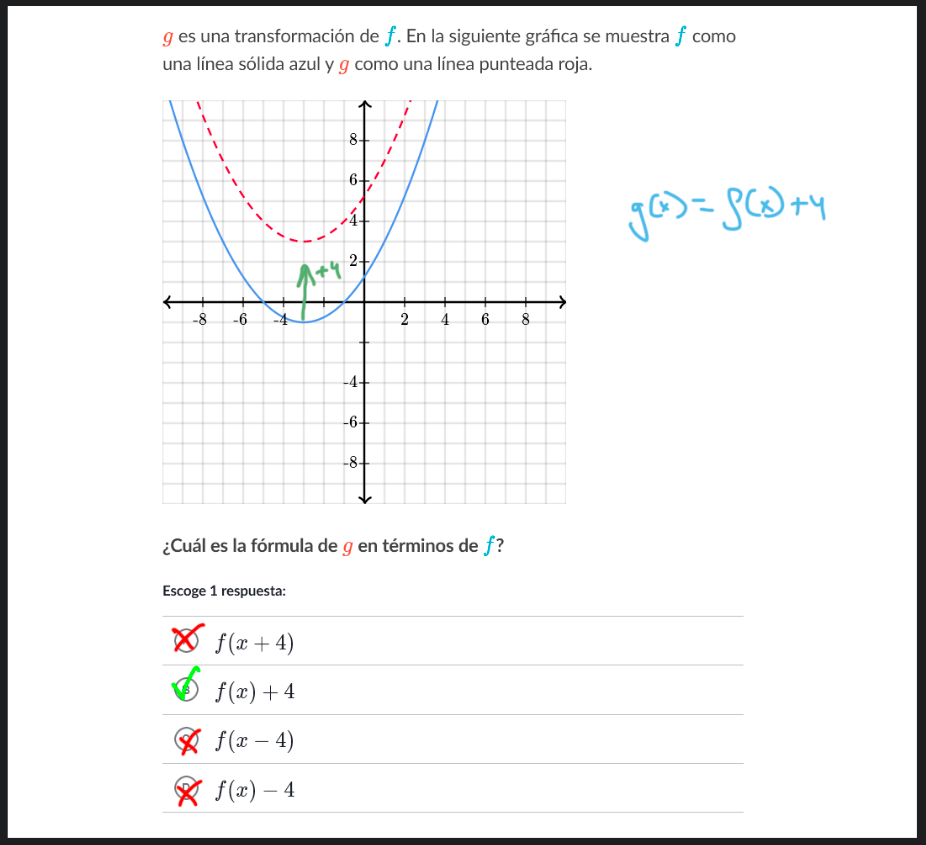 g es una transformación de f. En la siguiente gráfica se muestra f como
una línea sólida azul y g como una línea punteada roja.
8
6
4
2
+4
-8 -6 -4 2 4 6 8
-4
-6
-8
g(x)=f(x)+4
¿Cuál es la fórmula de g en términos de f?
Escoge 1 respuesta:
f(x + 4)
f(x) + 4
f(x − 4)
f(x) − 4